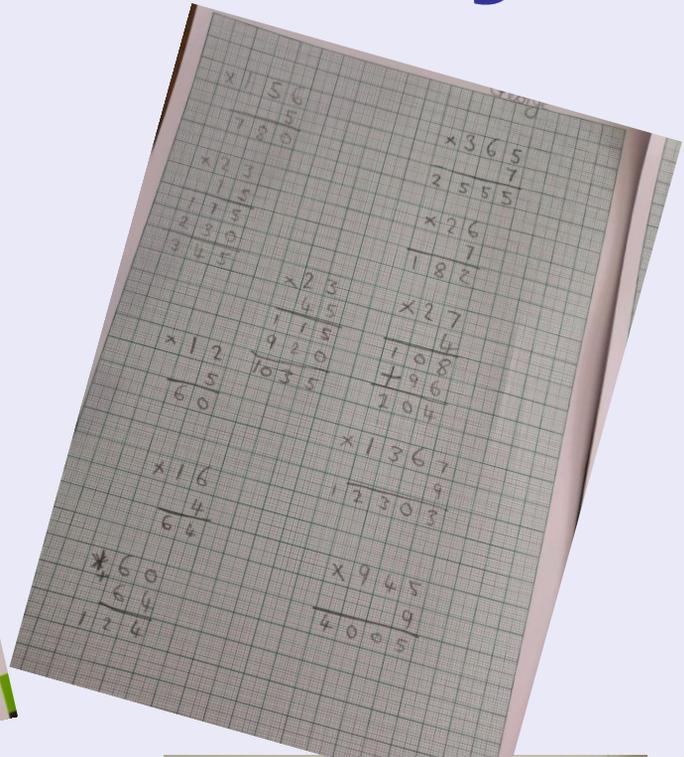 × 1 5 6
5
7 8 0
× 2 3
1 5
1 1 5
2 3 0
3 4 5
× 2 3
4 5
1 1 5
9 2 0
1 0 3 5
× 1 2
5
6 0
× 1 6
4
6 4
6 0
+ 6 4
1 2 4
× 3 6 5
7
2 5 5 5
× 2 6
7
1 8 2
× 2 7
4
1 0 8
+ 9 6
2 0 4
× 1 3 6 7
9
1 2 3 0 3
× 9 4 5
9
4 0 0 5